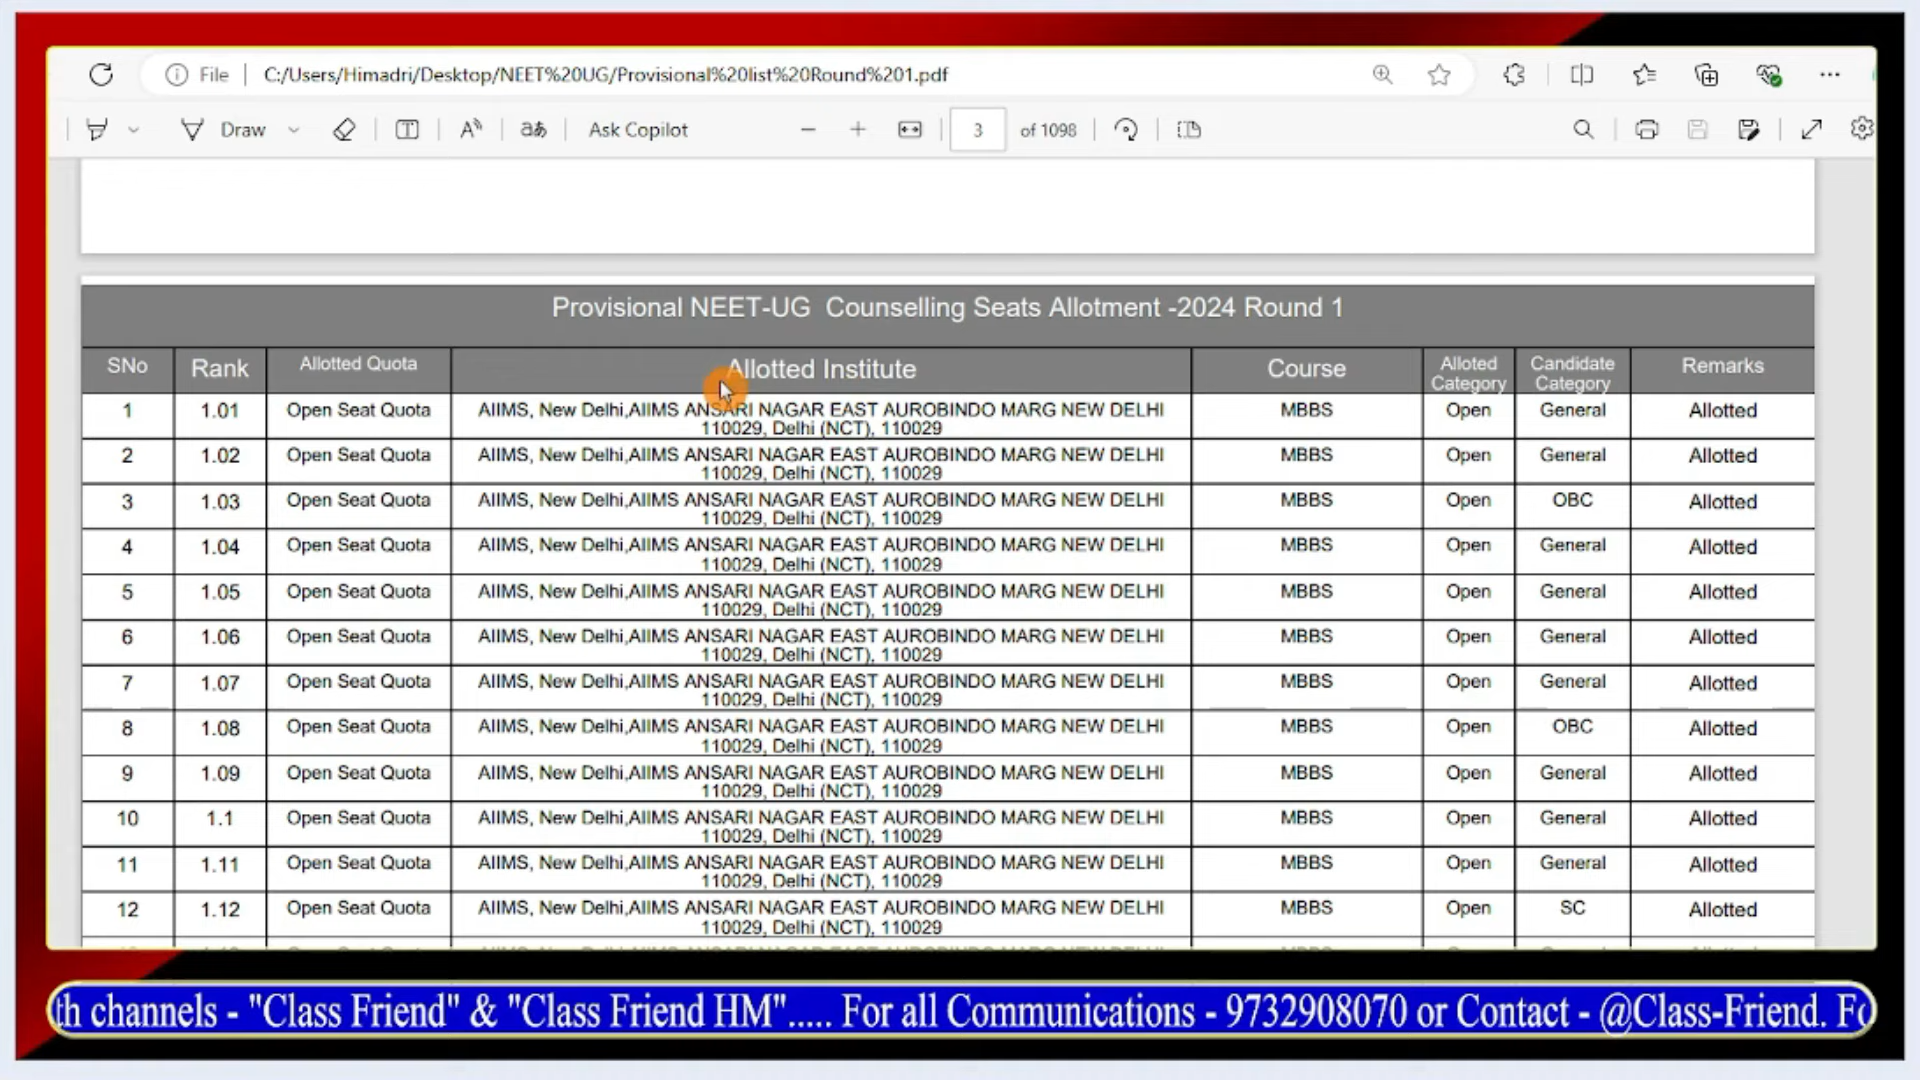 File C:/Users/Himadri/Desktop/NEET%20UG/Provisional%20list%20Round%201.pdf
Draw Ask Copilot 3 of 1098
Provisional NEET-UG Counselling Seats Allotment -2024 Round 1
SNo Rank Allotted Quota Allotted Institute Course Alloted Category Candidate Category Remarks
1 1.01 Open Seat Quota AIIMS, New Delhi,AIIMS ANSARI NAGAR EAST AUROBINDO MARG NEW DELHI MBBS Open General Allotted
110029, Delhi (NCT), 110029
2 1.02 Open Seat Quota AIIMS, New Delhi,AIIMS ANSARI NAGAR EAST AUROBINDO MARG NEW DELHI MBBS Open General Allotted
110029, Delhi (NCT), 110029
3 1.03 Open Seat Quota AIIMS, New Delhi,AIIMS ANSARI NAGAR EAST AUROBINDO MARG NEW DELHI MBBS Open OBC Allotted
110029, Delhi (NCT), 110029
4 1.04 Open Seat Quota AIIMS, New Delhi,AIIMS ANSARI NAGAR EAST AUROBINDO MARG NEW DELHI MBBS Open General Allotted
110029, Delhi (NCT), 110029
5 1.05 Open Seat Quota AIIMS, New Delhi,AIIMS ANSARI NAGAR EAST AUROBINDO MARG NEW DELHI MBBS Open General Allotted
110029, Delhi (NCT), 110029
6 1.06 Open Seat Quota AIIMS, New Delhi,AIIMS ANSARI NAGAR EAST AUROBINDO MARG NEW DELHI MBBS Open General Allotted
110029, Delhi (NCT), 110029
7 1.07 Open Seat Quota AIIMS, New Delhi,AIIMS ANSARI NAGAR EAST AUROBINDO MARG NEW DELHI MBBS Open General Allotted
110029, Delhi (NCT), 110029
8 1.08 Open Seat Quota AIIMS, New Delhi,AIIMS ANSARI NAGAR EAST AUROBINDO MARG NEW DELHI MBBS Open OBC Allotted
110029, Delhi (NCT), 110029
9 1.09 Open Seat Quota AIIMS, New Delhi,AIIMS ANSARI NAGAR EAST AUROBINDO MARG NEW DELHI MBBS Open General Allotted
110029, Delhi (NCT), 110029
10 1.1 Open Seat Quota AIIMS, New Delhi,AIIMS ANSARI NAGAR EAST AUROBINDO MARG NEW DELHI MBBS Open General Allotted
110029, Delhi (NCT), 110029
11 1.11 Open Seat Quota AIIMS, New Delhi,AIIMS ANSARI NAGAR EAST AUROBINDO MARG NEW DELHI MBBS Open General Allotted
110029, Delhi (NCT), 110029
12 1.12 Open Seat Quota AIIMS, New Delhi,AIIMS ANSARI NAGAR EAST AUROBINDO MARG NEW DELHI MBBS Open SC Allotted
110029, Delhi (NCT), 110029
th channels - "Class Friend" & "Class Friend HM"..... For all Communications - 9732908070 or Contact - @Class-Friend.